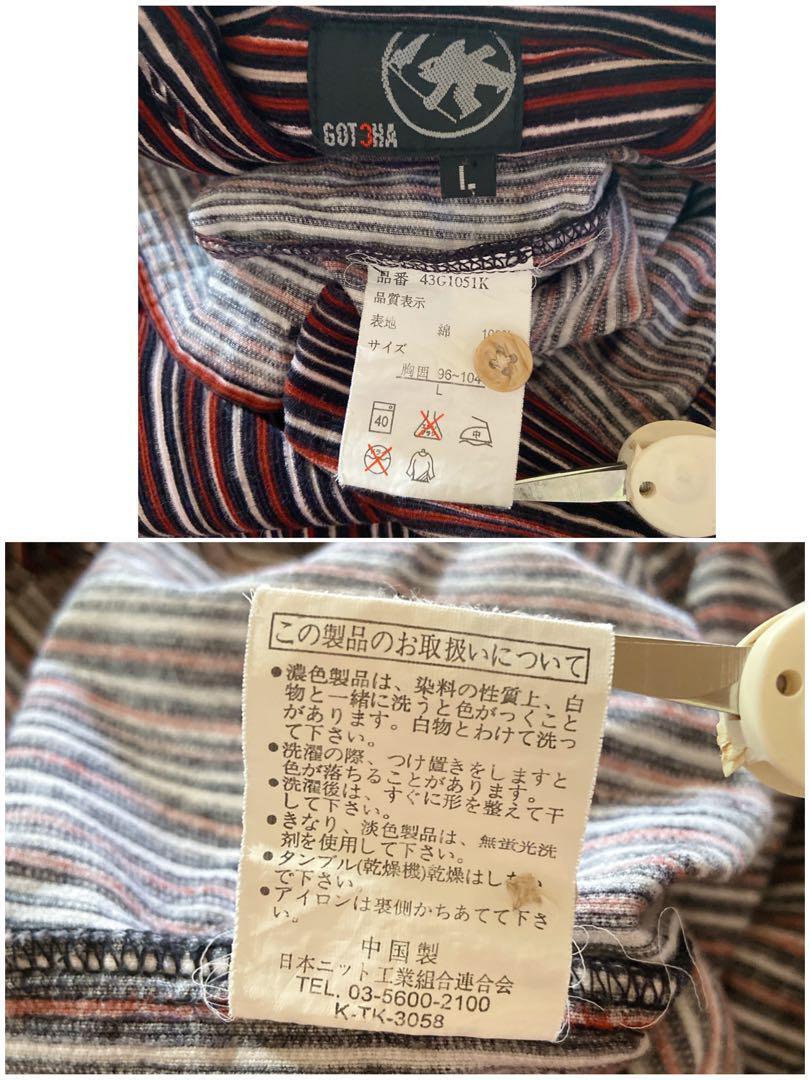 GOTCHA
L
品番 43G1051K
品質表示
表地 綿 100%
サイズ
胸囲 96~104
L
40
中
この製品のお取扱いについて
●濃色製品は、染料の性質上、白
物と一緒に洗うと色がつくこと
があります。白物とわけて洗っ
て下さい。
●洗濯の際、つけ置きをしますと
色が落ちることがあります。
●洗濯後は、すぐに形を整えて干
して下さい。
●きなり、淡色製品は、無蛍光洗
剤を使用して下さい。
●タンブル(乾燥機)乾燥はしない
で下さい。
●アイロンは裏側かちあてて下さ
い。
中国製
日本ニット工業組合連合会
TEL. 03-5600-2100
K-TK-3058